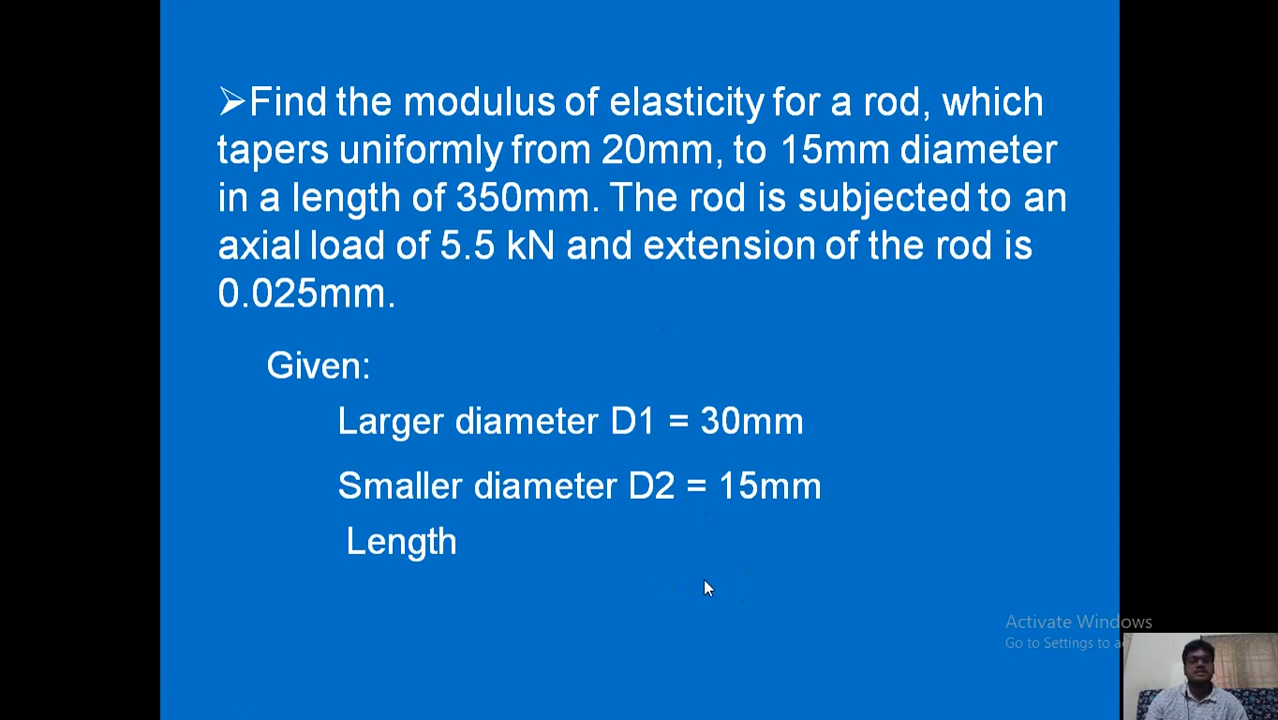 ➢Find the modulus of elasticity for a rod, which
tapers uniformly from 20mm, to 15mm diameter
in a length of 350mm. The rod is subjected to an
axial load of 5.5 kN and extension of the rod is
0.025mm.
Given:
Larger diameter D1 = 30mm
Smaller diameter D2 = 15mm
Length
Activate Windows
Go to Settings to